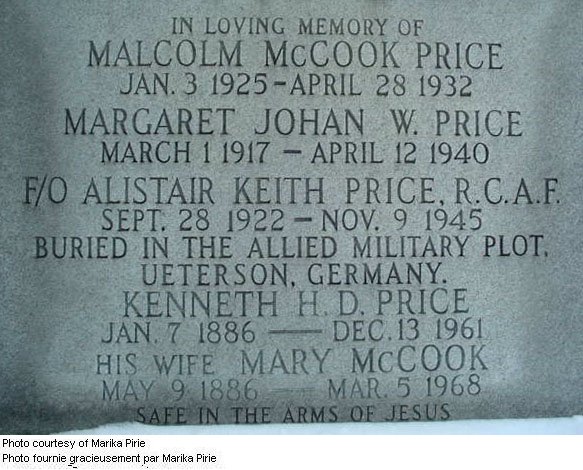 IN LOVING MEMORY OF
MALCOLM McCOOK PRICE
JAN. 3 1925 – APRIL 28 1932
MARGARET JOHAN W. PRICE
MARCH 1 1917 – APRIL 12 1940
F/O ALISTAIR KEITH PRICE, R.C.A.F.
SEPT. 28 1922 – NOV. 9 1945
BURIED IN THE ALLIED MILITARY PLOT,
UETERSON, GERMANY.
KENNETH H. D. PRICE
JAN. 7 1886 — DEC. 13 1961
HIS WIFE MARY McCOOK
MAY 9 1886 — MAR. 5 1968
SAFE IN THE ARMS OF JESUS
Photo courtesy of Marika Pirie
Photo fournie gracieusement par Marika Pirie